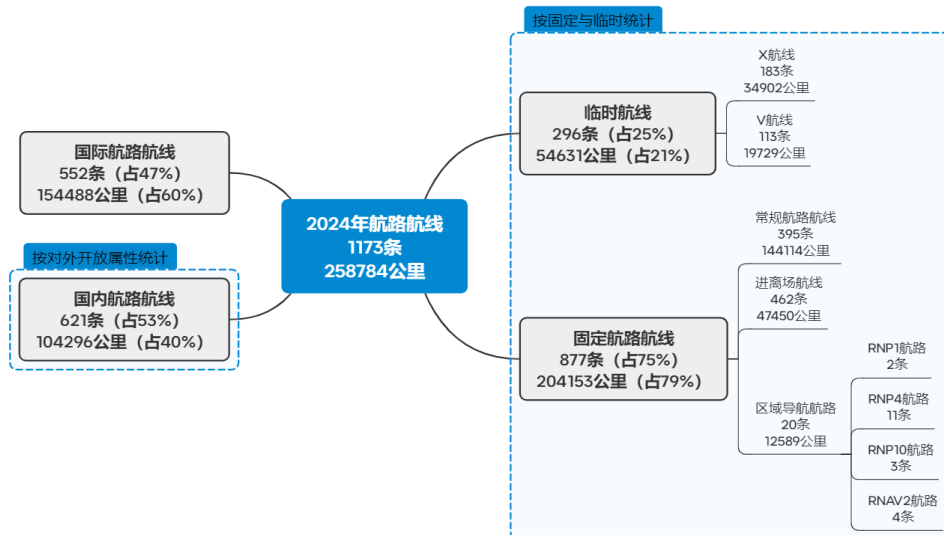 按固定与临时统计
X航线
183条
34902公里
临时航线
296条（占25%）
54631公里（占21%）
V航线
113条
19729公里
国际航路航线
552条（占47%）
154488公里（占60%）
2024年航路航线
1173条
258784公里
按对外开放属性统计
国内航路航线
621条（占53%）
104296公里（占40%）
常规航路航线
395条
144114公里
进离场航线
462条
47450公里
固定航路航线
877条（占75%）
204153公里（占79%）
区域导航航路
20条
12589公里
RNP1航路
2条
RNP4航路
11条
RNP10航路
3条
RNAV2航路
4条